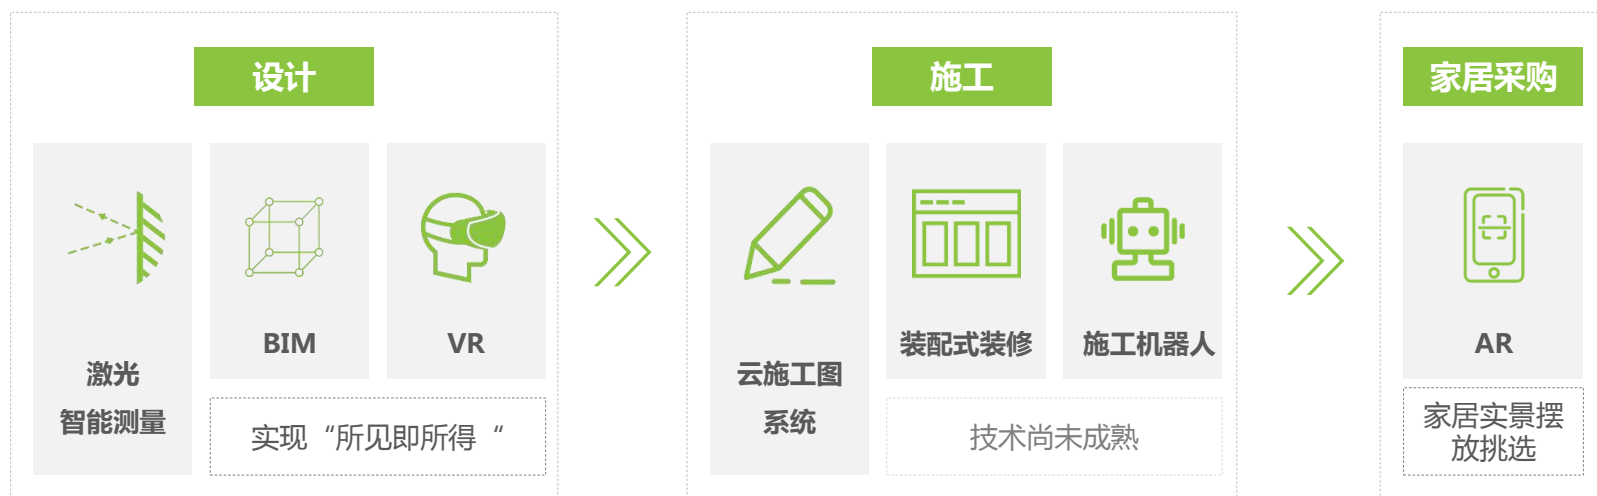 设计
激光
智能测量
BIM
VR
实现“所见即所得“
施工
云施工图
系统
装配式装修
施工机器人
技术尚未成熟
家居采购
AR
家居实景摆
放挑选